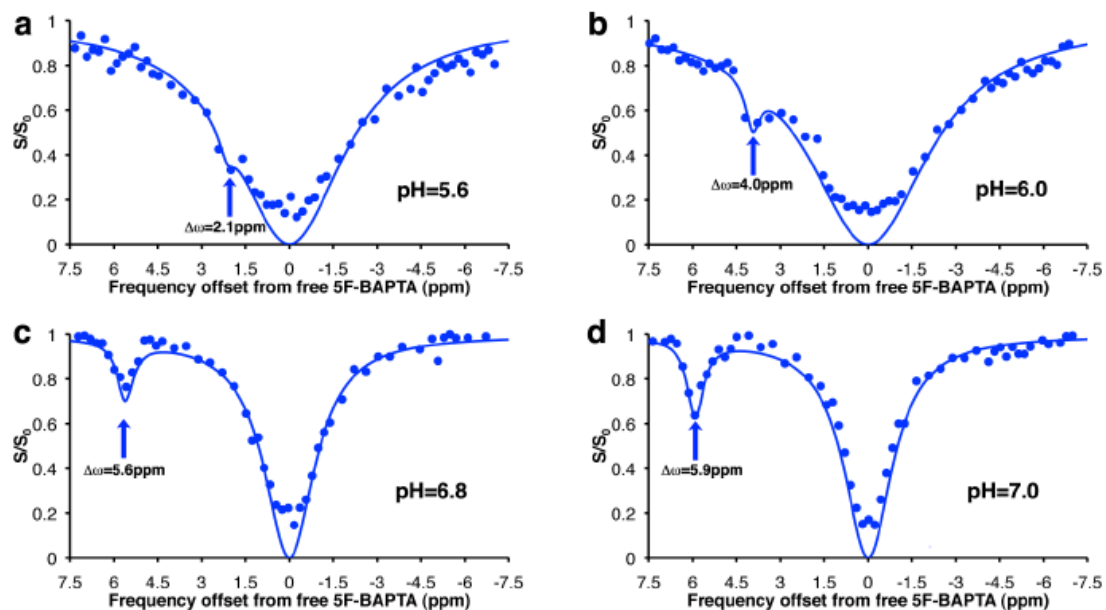 a
1
0.8
0.6
0.4
0.2
0
S/S0
Δω=2.1ppm
pH=5.6
7.5 6 4.5 3 1.5 0 -1.5 -3 -4.5 -6 -7.5
Frequency offset from free 5F-BAPTA (ppm)
b
1
0.8
0.6
0.4
0.2
0
S/S0
Δω=4.0ppm
pH=6.0
7.5 6 4.5 3 1.5 0 -1.5 -3 -4.5 -6 -7.5
Frequency offset from free 5F-BAPTA (ppm)
c
1
0.8
0.6
0.4
0.2
0
S/S0
Δω=5.6ppm
pH=6.8
7.5 6 4.5 3 1.5 0 -1.5 -3 -4.5 -6 -7.5
Frequency offset from free 5F-BAPTA (ppm)
d
1
0.8
0.6
0.4
0.2
0
S/S0
Δω=5.9ppm
pH=7.0
7.5 6 4.5 3 1.5 0 -1.5 -3 -4.5 -6 -7.5
Frequency offset from free 5F-BAPTA (ppm)